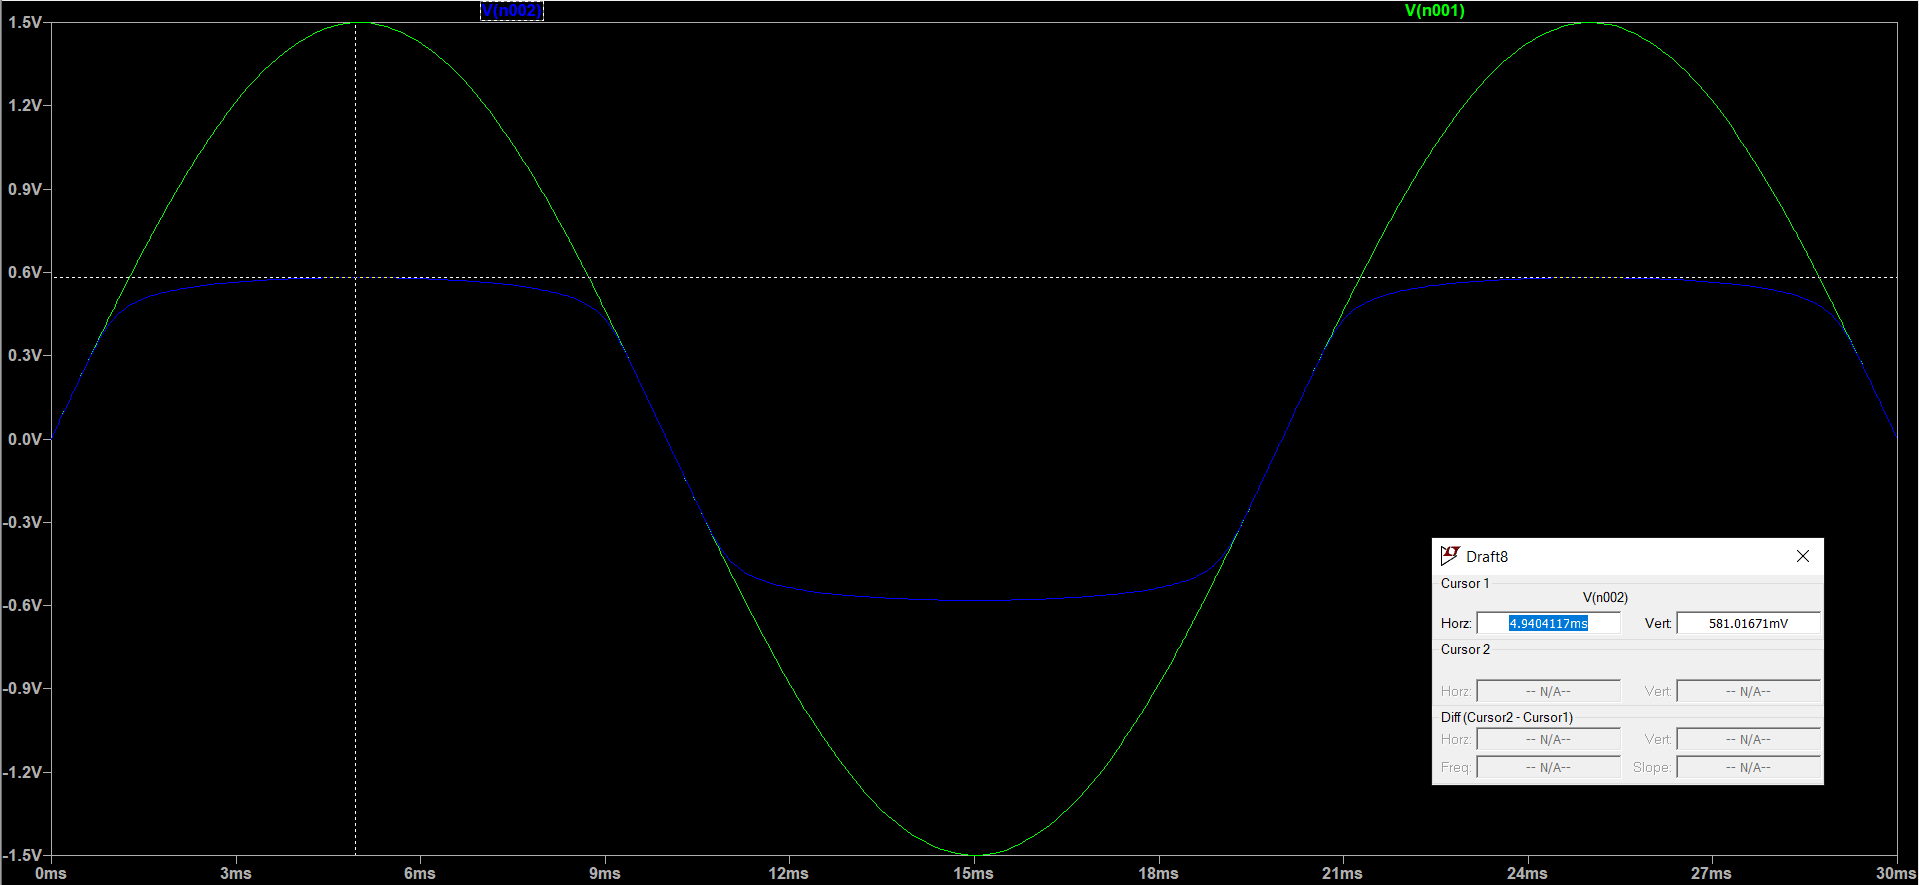 V(n002) V(n001)
1.5V
1.2V
0.9V
0.6V
0.3V
0.0V
-0.3V
-0.6V
-0.9V
-1.2V
-1.5V
0ms 3ms 6ms 9ms 12ms 15ms 18ms 21ms 24ms 27ms 30ms
Draft8
Cursor 1
V(n002)
Horz: 4.9404117ms Vert: 581.01671mV
Cursor 2
Horz: -- N/A-- Vert: -- N/A--
Diff (Cursor2 - Cursor1)
Horz: -- N/A-- Vert: -- N/A--
Freq: -- N/A-- Slope: -- N/A--